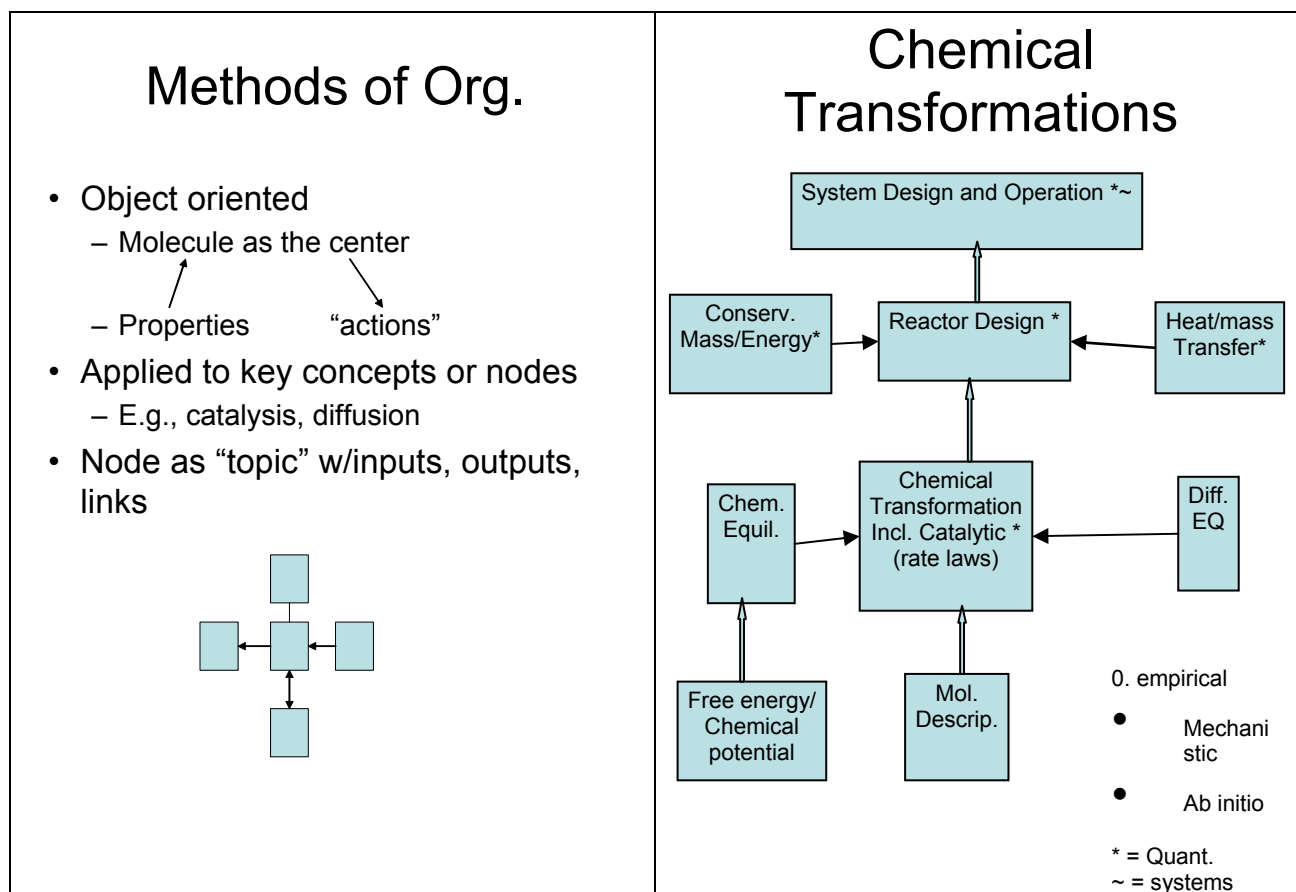 Methods of Org.
• Object oriented
– Molecule as the center
– Properties “actions”
• Applied to key concepts or nodes
– E.g., catalysis, diffusion
• Node as “topic” w/inputs, outputs,
links
Chemical
Transformations
System Design and Operation *~
Conserv.
Mass/Energy*
Reactor Design *
Heat/mass
Transfer*
Chem.
Equil.
Chemical
Transformation
Incl. Catalytic *
(rate laws)
Diff.
EQ
Free energy/
Chemical
potential
Mol.
Descrip.
0. empirical
• Mechani
stic
• Ab initio
* = Quant.
~ = systems